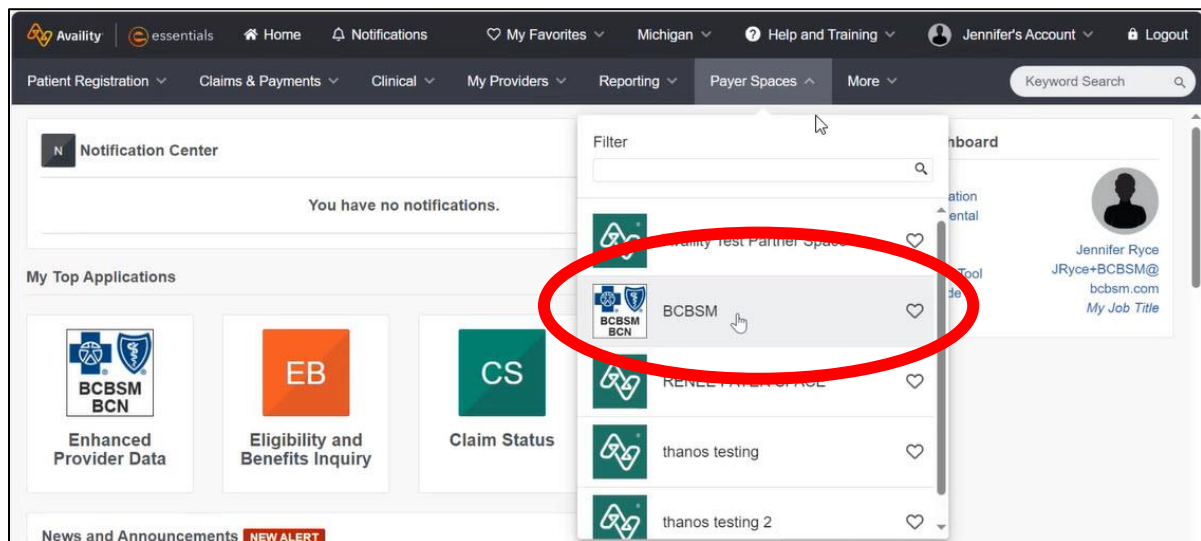 Availity essentials Home Notifications My Favorites Michigan Help and Training Jennifer's Account Logout
Patient Registration Claims & Payments Clinical My Providers Reporting Payer Spaces More Keyword Search
N Notification Center
You have no notifications.
My Top Applications
BCBSM
BCN
Enhanced
Provider Data
EB
Eligibility and
Benefits Inquiry
CS
Claim Status
News and Announcements NEW ALERT
Filter
Test Partner
BCBSM
BCN
BCBSM
thanos testing
thanos testing 2
Tool
Jennifer Ryce
JRyce+BCBSM@
bcbsm.com
My Job Title